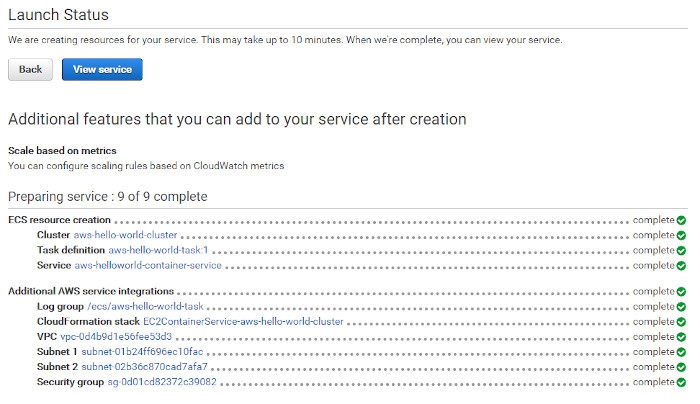 Launch Status
We are creating resources for your service. This may take up to 10 minutes. When we're complete, you can view your service.
Back View service
Additional features that you can add to your service after creation
Scale based on metrics
You can configure scaling rules based on CloudWatch metrics
Preparing service : 9 of 9 complete
ECS resource creation complete
Cluster aws-hello-world-cluster complete
Task definition aws-hello-world-task:1 complete
Service aws-helloworld-container-service complete
Additional AWS service integrations complete
Log group /ecs/aws-hello-world-task complete
CloudFormation stack EC2ContainerService-aws-hello-world-cluster complete
VPC vpc-0d4b9d1e56fee53d3 complete
Subnet 1 subnet-01b24ff696ec10fac complete
Subnet 2 subnet-02b36c870cad7afa7 complete
Security group sg-0d01cd82372c39082 complete